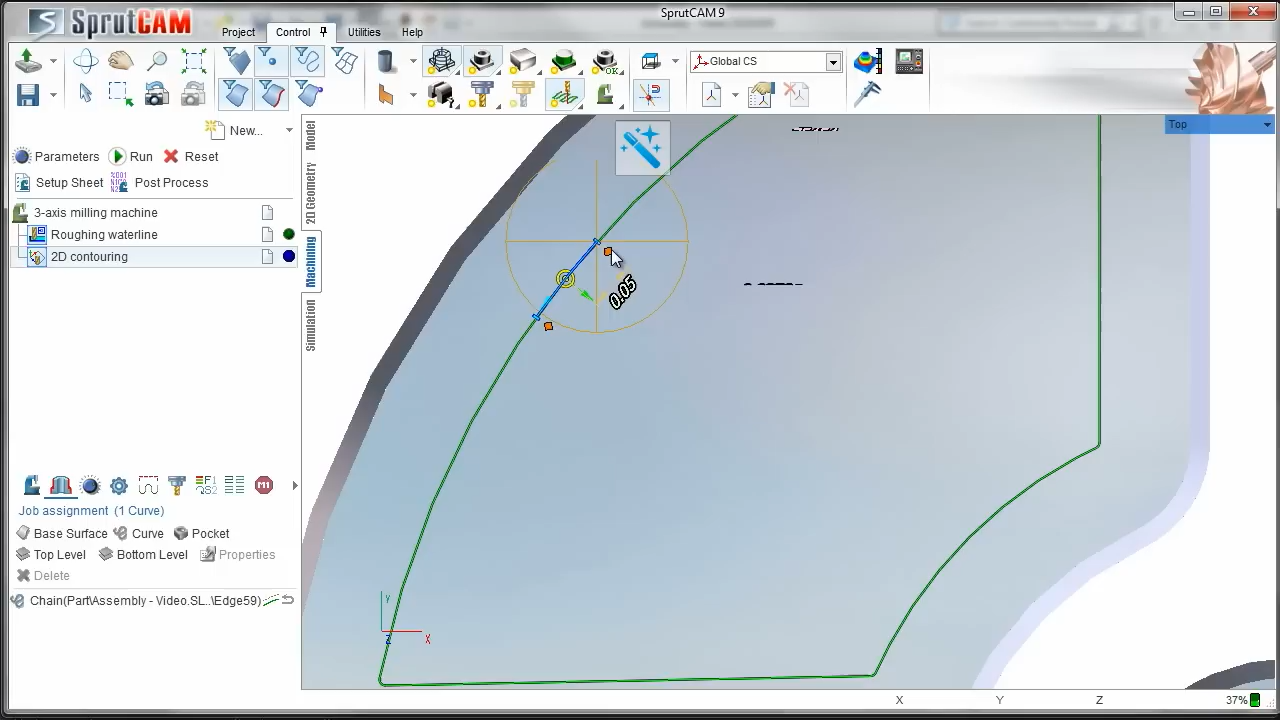 SprutCAM 9
SprutCAM
Project
Control
Utilities
Help
Global CS
New...
Parameters
Run
Reset
Setup Sheet
Post Process
3-axis milling machine
Roughing waterline
2D contouring
Model
2D Geometry
Machining
Simulation
Top
0.05
Job assignment (1 Curve)
Base Surface
Curve
Pocket
Top Level
Bottom Level
Properties
Delete
Chain(Part\Assembly - Video.SL..\Edge59)
Y
Z
X
X
Y
Z
37%